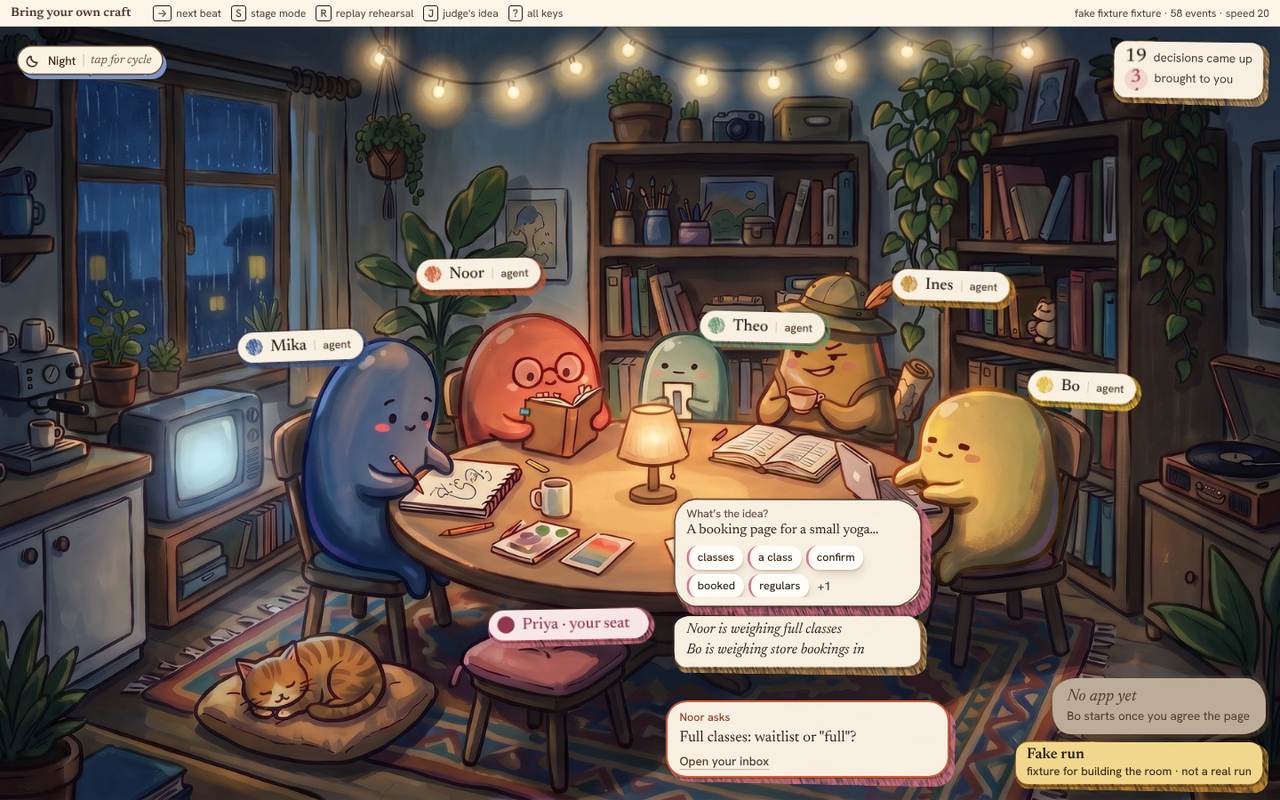 Bring your own craft → next beat S stage mode R replay rehearsal J judge's idea ? all keys fake fixture fixture · 58 events · speed 20
Night tap for cycle
19 decisions came up
3 brought to you
Noor agent
Ines agent
Theo agent
Mika agent
Bo agent
What's the idea?
A booking page for a small yoga...
classes a class confirm
booked regulars +1
Priya · your seat
Noor is weighing full classes
Bo is weighing store bookings in
No app yet
Bo starts once you agree the page
Noor asks
Full classes: waitlist or "full"?
Open your inbox
Fake run
fixture for building the room · not a real run